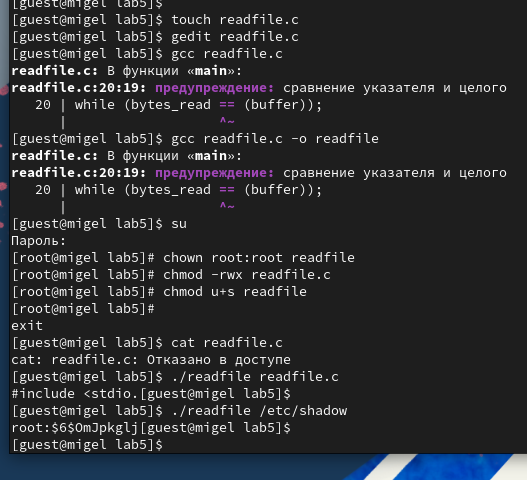 [guest@migel lab5]$
[guest@migel lab5]$ touch readfile.c
[guest@migel lab5]$ gedit readfile.c
[guest@migel lab5]$ gcc readfile.c
readfile.c: В функции «main»:
readfile.c:20:19: предупреждение: сравнение указателя и целого
   20 | while (bytes_read == (buffer));
      |                   ^~
[guest@migel lab5]$ gcc readfile.c -o readfile
readfile.c: В функции «main»:
readfile.c:20:19: предупреждение: сравнение указателя и целого
   20 | while (bytes_read == (buffer));
      |                   ^~
[guest@migel lab5]$ su
Пароль:
[root@migel lab5]# chown root:root readfile
[root@migel lab5]# chmod -rwx readfile.c
[root@migel lab5]# chmod u+s readfile
[root@migel lab5]#
exit
[guest@migel lab5]$ cat readfile.c
cat: readfile.c: Отказано в доступе
[guest@migel lab5]$ ./readfile readfile.c
#include <stdio.[guest@migel lab5]$
[guest@migel lab5]$ ./readfile /etc/shadow
root:$6$OmJpkglj[guest@migel lab5]$
[guest@migel lab5]$